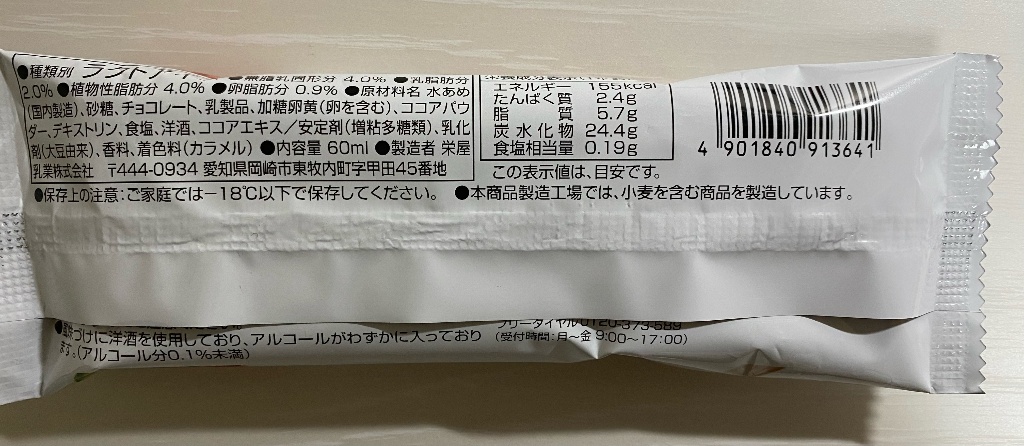 ●種類別 ラクトアイス ●無脂乳固形分 4.0% ●乳脂肪分
2.0% ●植物性脂肪分 4.0% ●卵脂肪分 0.9% ●原材料名 水あめ
(国内製造)、砂糖、チョコレート、乳製品、加糖卵黄(卵を含む)、ココアパウ
ダー、デキストリン、食塩、洋酒、ココアエキス/安定剤(増粘多糖類)、乳化
剤(大豆由来)、香料、着色料(カラメル) ●内容量 60ml ●製造者 栄屋
乳業株式会社 〒444-0934 愛知県岡崎市東牧内町字甲田45番地
エネルギー 155kcal
たんぱく質 2.4g
脂質 5.7g
炭水化物 24.4g
食塩相当量 0.19g
この表示値は、目安です。
4 901840 913641
●保存上の注意:ご家庭では-18℃以下で保存してください。 ●本商品製造工場では、小麦を含む商品を製造しています。
づけに洋酒を使用しており、アルコールがわずかに入っており
ます。(アルコール分0.1%未満)
フリーダイヤル0120-373-589
(受付時間:月〜金 9:00〜17:00)